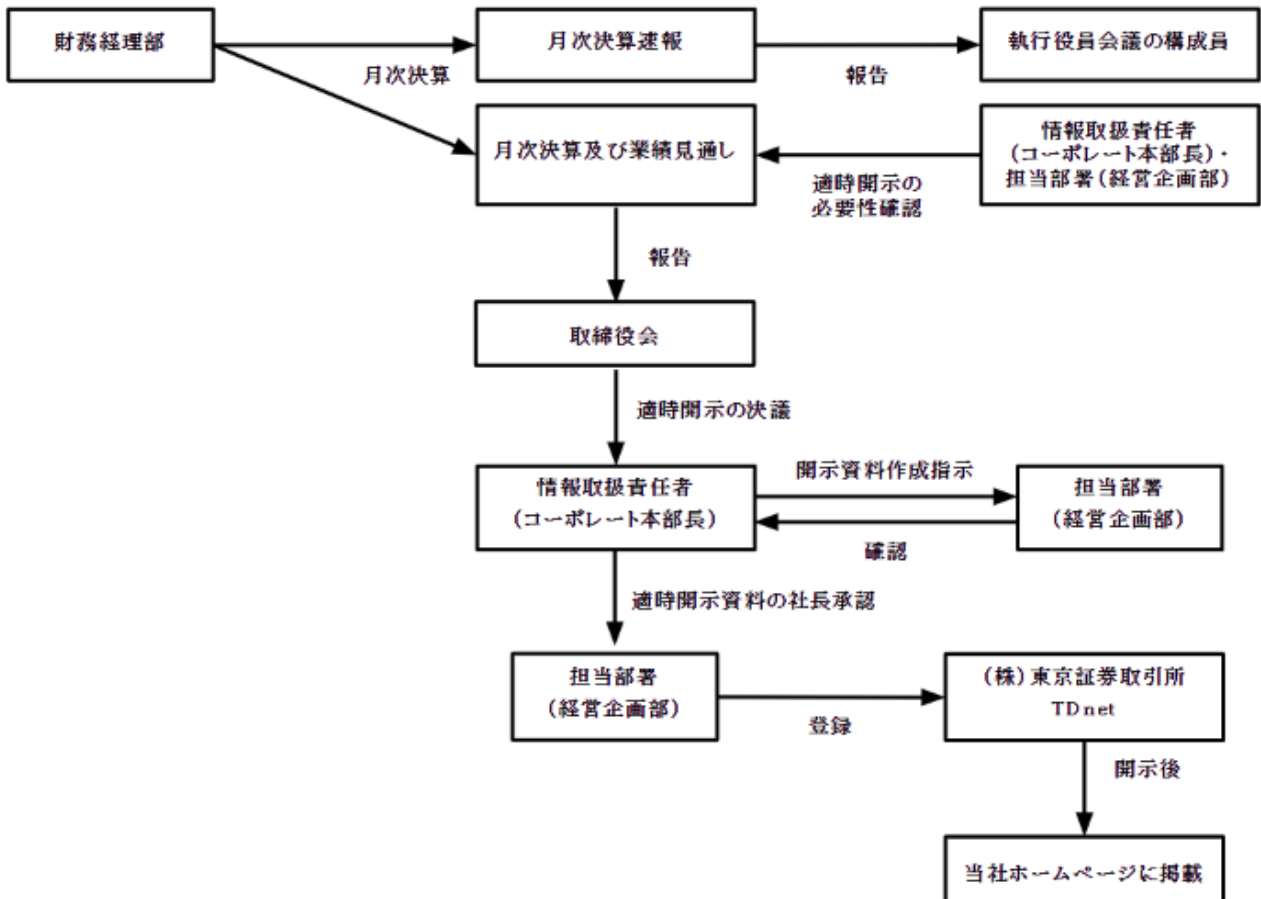 財務経理部
月次決算速報
執行役員会議の構成員
月次決算
報告
月次決算及び業績見通し
情報取扱責任者
(コーポレート本部長)・
担当部署(経営企画部)
適時開示の
必要性確認
報告
取締役会
適時開示の決議
情報取扱責任者
(コーポレート本部長)
開示資料作成指示
担当部署
(経営企画部)
確認
適時開示資料の社長承認
担当部署
(経営企画部)
(株)東京証券取引所
TDnet
登録
開示後
当社ホームページに掲載